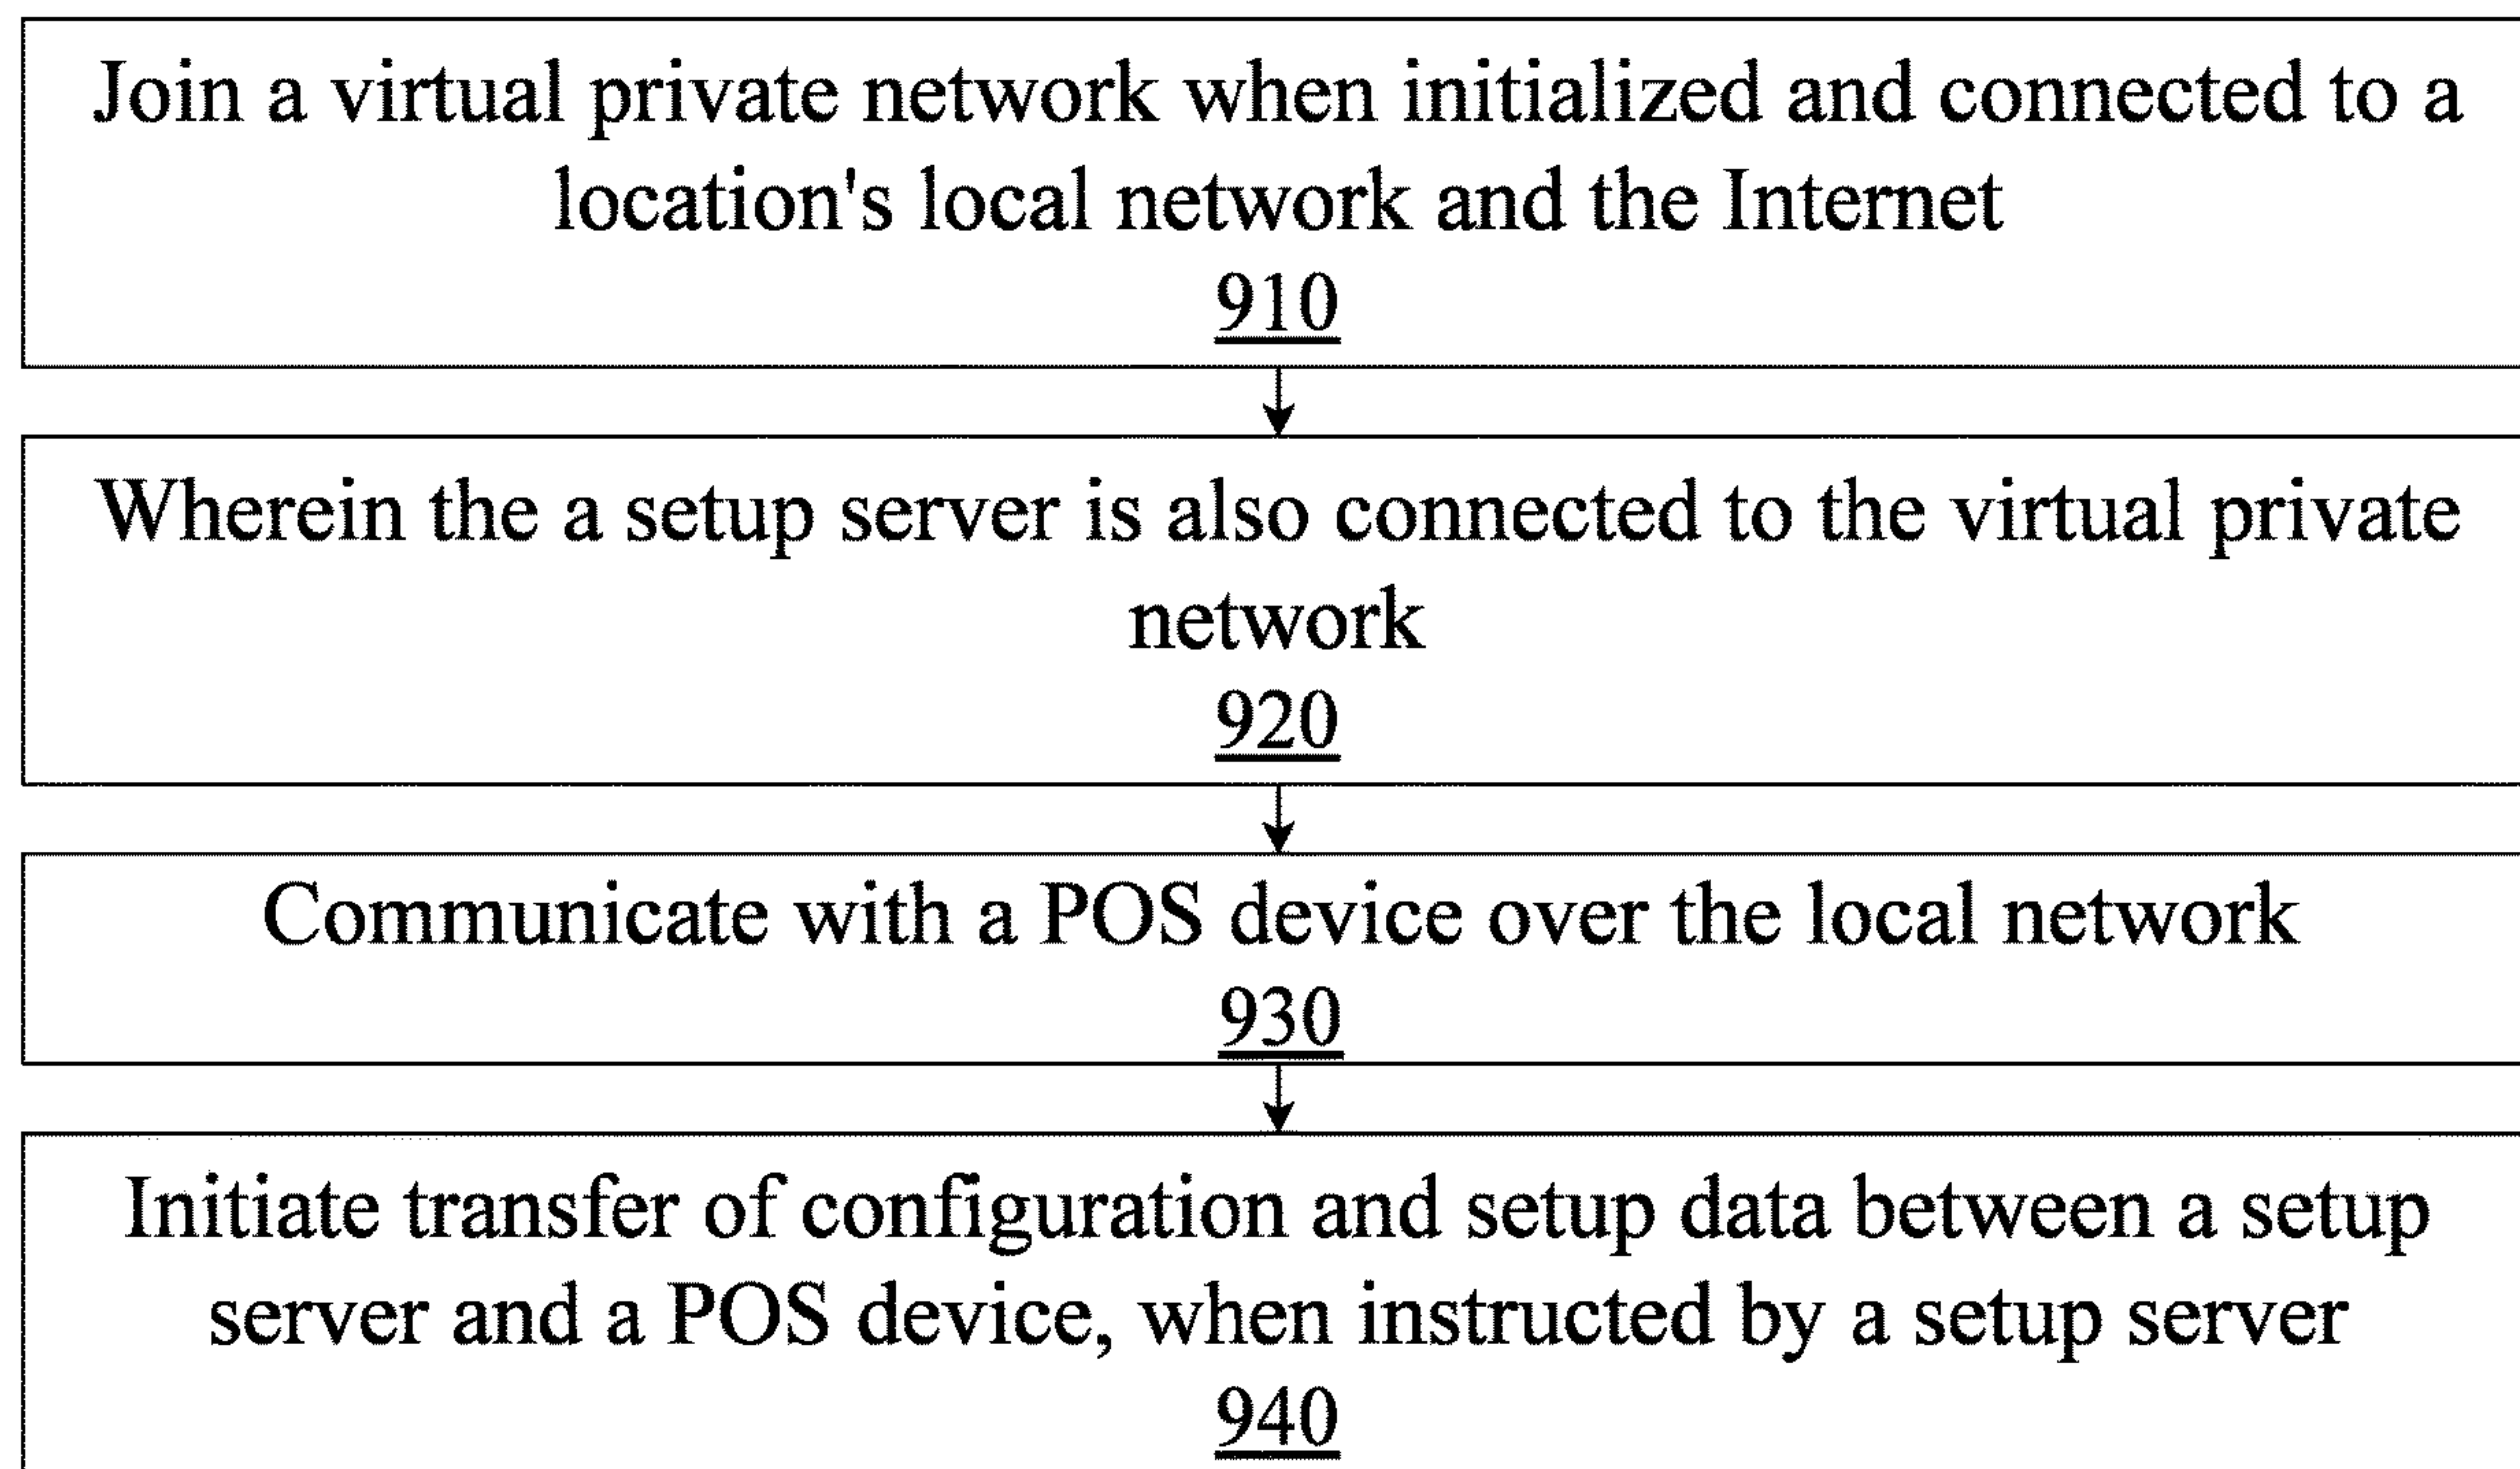 Join a virtual private network when initialized and connected to a
location's local network and the Internet
910
Wherein the a setup server is also connected to the virtual private
network
920
Communicate with a POS device over the local network
930
Initiate transfer of configuration and setup data between a setup
server and a POS device, when instructed by a setup server
940